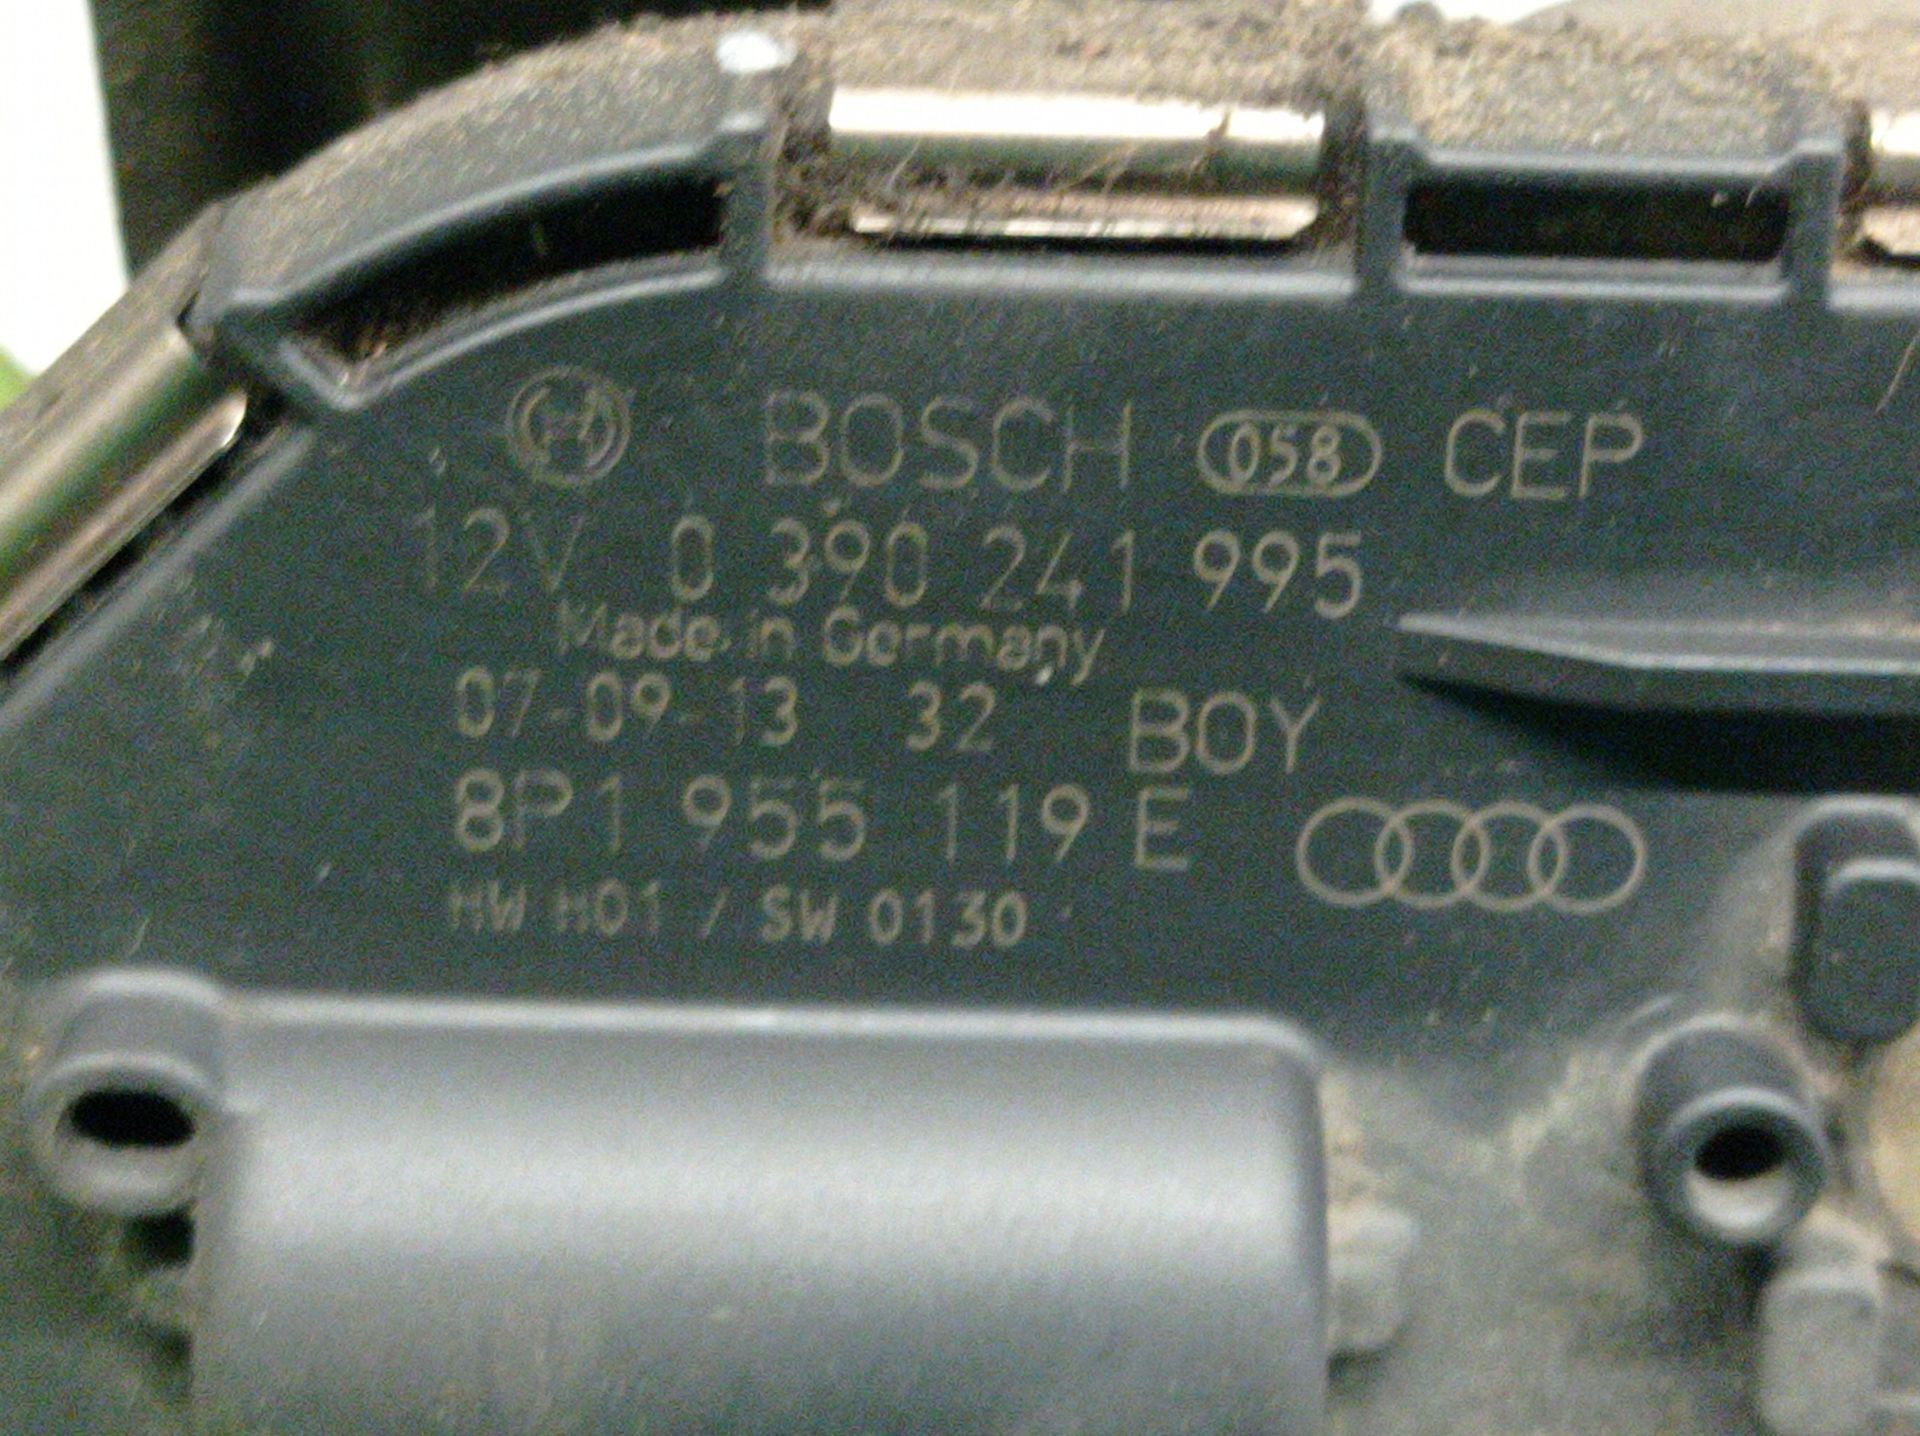 BOSCH 058 CEP
12V 0 390 241 995
Made in Germany
07-09-13 32 BOY
8P1 955 119 E
HW H01 / SW 0130